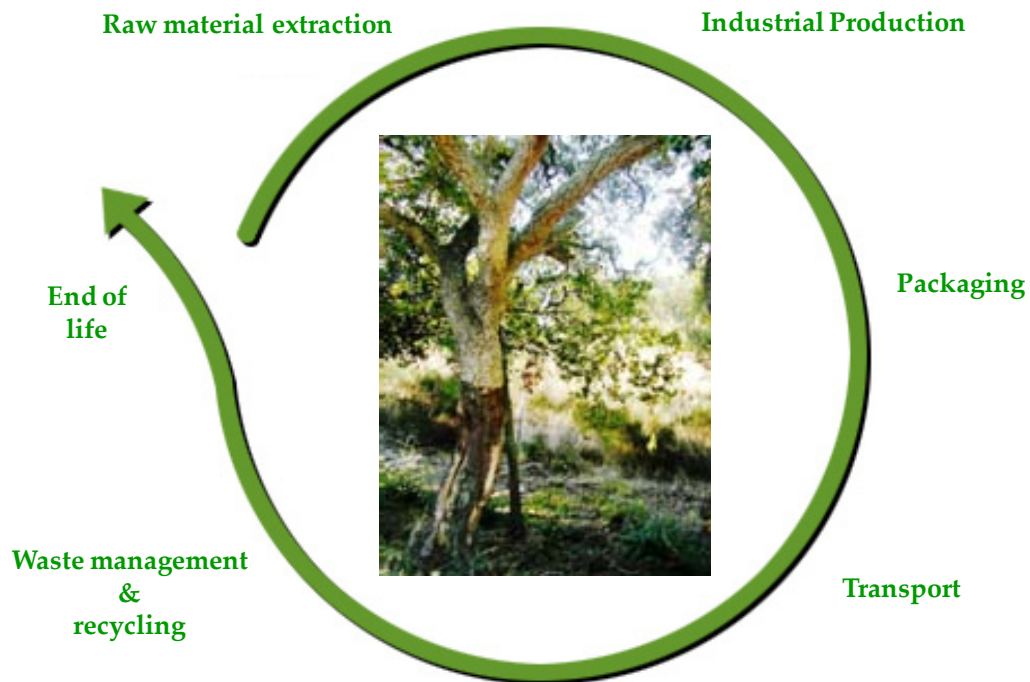 Raw material extraction
Industrial Production
Packaging
Transport
Waste management
&
recycling
End of
life